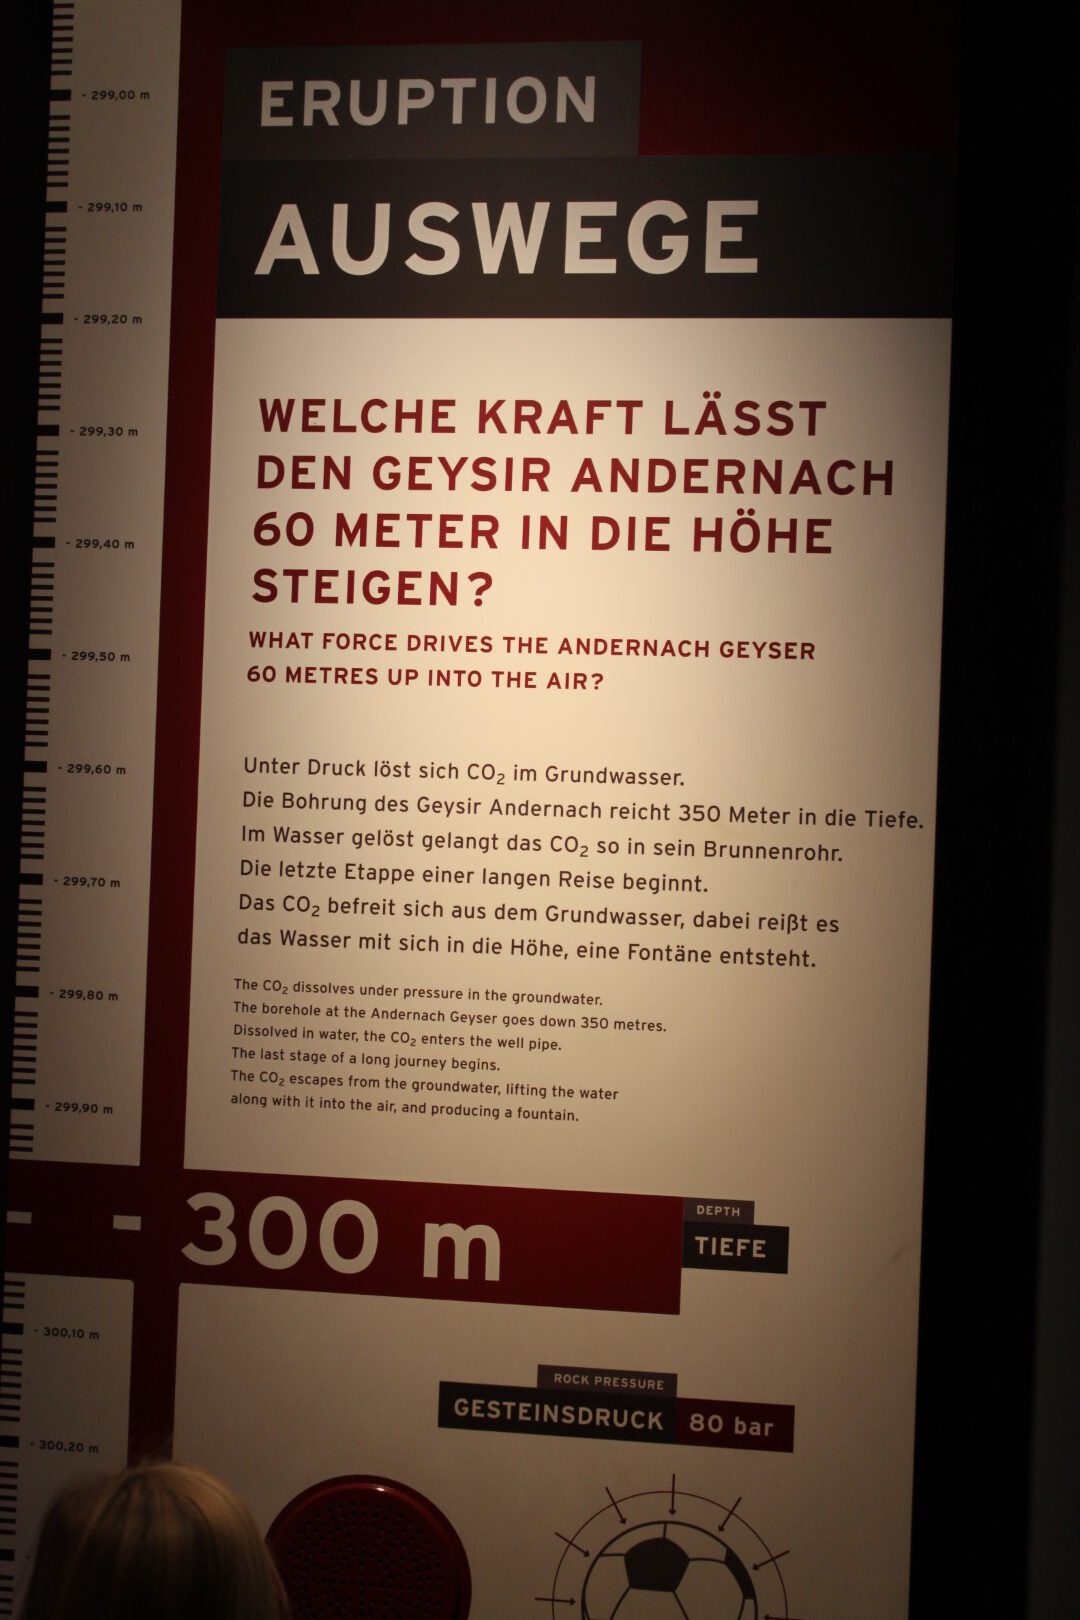 ERUPTION
AUSWEGE
WELCHE KRAFT LÄSST
DEN GEYSIR ANDERNACH
60 METER IN DIE HÖHE
STEIGEN?
WHAT FORCE DRIVES THE ANDERNACH GEYSER
60 METRES UP INTO THE AIR?
Unter Druck löst sich CO₂ im Grundwasser.
Die Bohrung des Geysir Andernach reicht 350 Meter in die Tiefe.
Im Wasser gelöst gelangt das CO₂ so in sein Brunnenrohr.
Die letzte Etappe einer langen Reise beginnt.
Das CO₂ befreit sich aus dem Grundwasser, dabei reißt es
das Wasser mit sich in die Höhe, eine Fontäne entsteht.
The CO₂ dissolves under pressure in the groundwater.
The borehole at the Andernach Geyser goes down 350 metres.
Dissolved in water, the CO₂ enters the well pipe.
The last stage of a long journey begins.
The CO₂ escapes from the groundwater, lifting the water
along with it into the air, and producing a fountain.
- 299,00 m
- 299,10 m
- 299,20 m
- 299,30 m
- 299,40 m
- 299,50 m
- 299,60 m
- 299,70 m
- 299,80 m
- 299,90 m
- 300 m
DEPTH
TIEFE
- 300,10 m
- 300,20 m
ROCK PRESSURE
GESTEINSDRUCK 80 bar